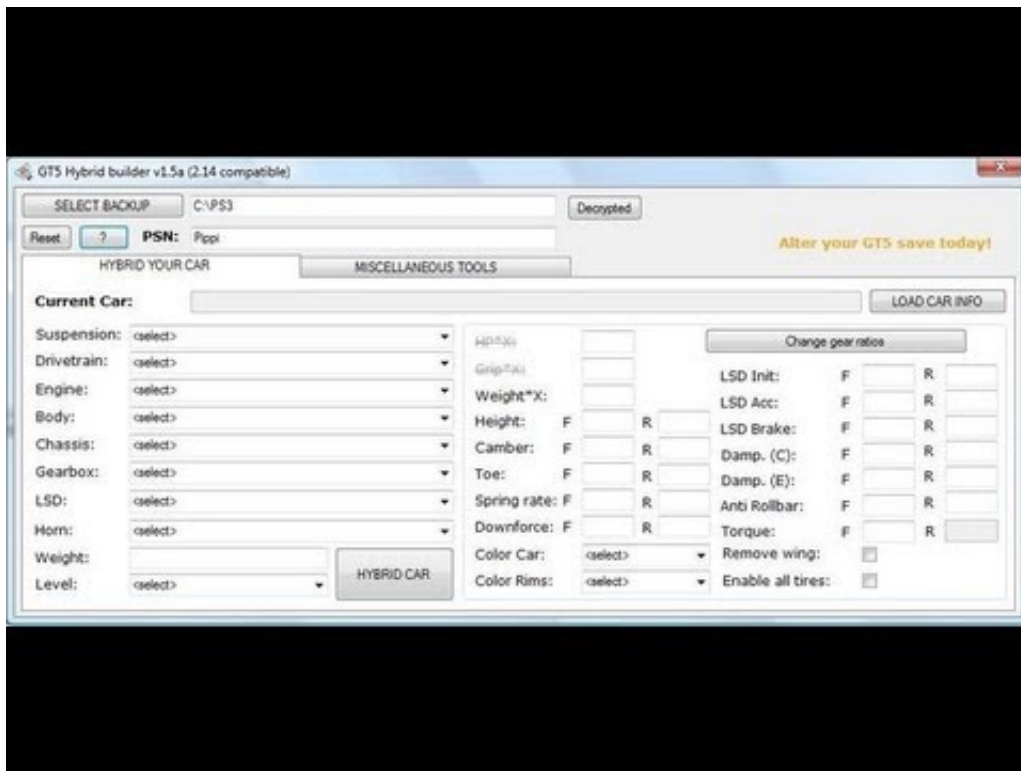 GT5 Hybrid builder v1.5a (2.14 compatible)
SELECT BACKUP C:\PS3 Decrypted
Reset ? PSN: Pippi
Alter your GT5 save today!
HYBRID YOUR CAR MISCELLANEOUS TOOLS
Current Car: LOAD CAR INFO
Suspension: <select>
Drivetrain: <select>
Engine: <select>
Body: <select>
Chassis: <select>
Gearbox: <select>
LSD: <select>
Horn: <select>
Weight:
Level: <select>
HYBRID CAR
HP*X:
Grip*X:
Weight*X:
Height: F R
Camber: F R
Toe: F R
Spring rate: F R
Downforce: F R
Color Car: <select>
Color Rims: <select>
Change gear ratios
LSD Init: F R
LSD Acc: F R
LSD Brake: F R
Damp. (C): F R
Damp. (E): F R
Anti Rollbar: F R
Torque: F R
Remove wing:
Enable all tires: